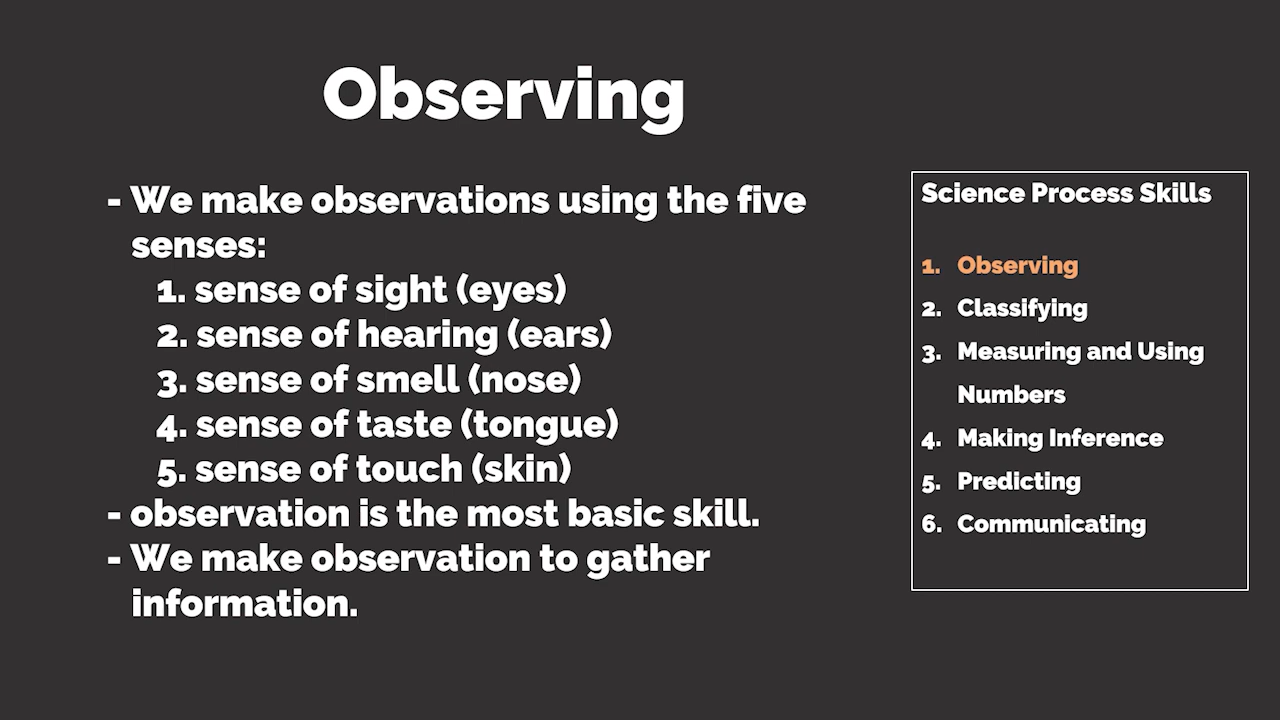 Observing
- We make observations using the five
senses:
1. sense of sight (eyes)
2. sense of hearing (ears)
3. sense of smell (nose)
4. sense of taste (tongue)
5. sense of touch (skin)
- observation is the most basic skill.
- We make observation to gather
information.
Science Process Skills
1. Observing
2. Classifying
3. Measuring and Using
Numbers
4. Making Inference
5. Predicting
6. Communicating